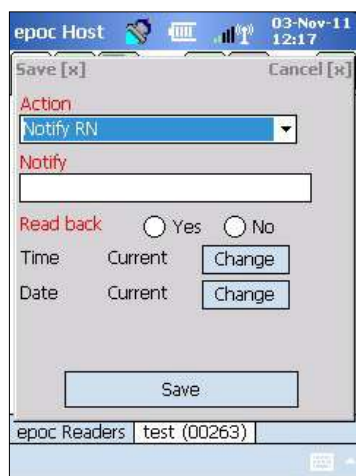 epoc Host 03-Nov-11
12:17
Save [x] Cancel [x]
Action
Notify RN
Notify
Read back Yes No
Time Current Change
Date Current Change
Save
epoc Readers test (00263)